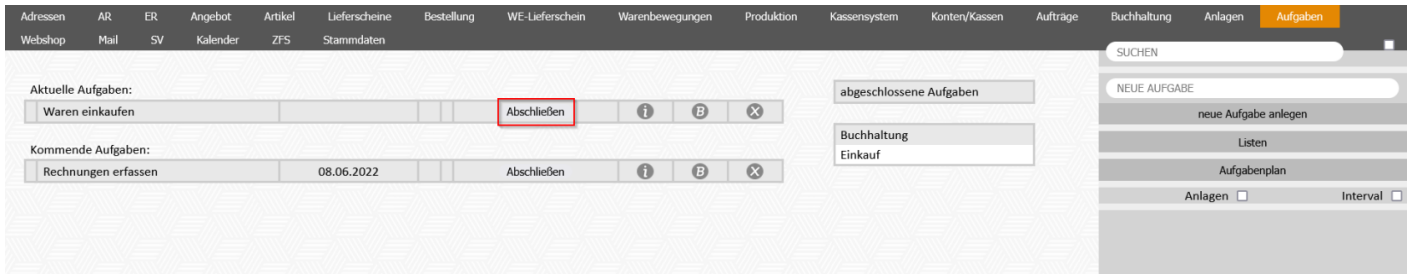 Adressen AR ER Angebot Artikel Lieferscheine Bestellung WE-Lieferschein Warenbewegungen Produktion Kassensystem Konten/Kassen Aufträge Buchhaltung Anlagen Aufgaben
Webshop Mail SV Kalender ZFS Stammdaten
SUCHEN
Aktuelle Aufgaben:
Waren einkaufen Abschließen i B X
Kommende Aufgaben:
Rechnungen erfassen 08.06.2022 Abschließen i B X
abgeschlossene Aufgaben
Buchhaltung
Einkauf
NEUE AUFGABE
neue Aufgabe anlegen
Listen
Aufgabenplan
Anlagen Interval